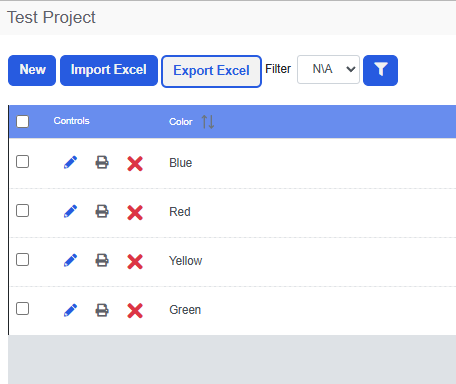 Test Project
New Import Excel Export Excel Filter N\A
Controls Color
Blue
Red
Yellow
Green